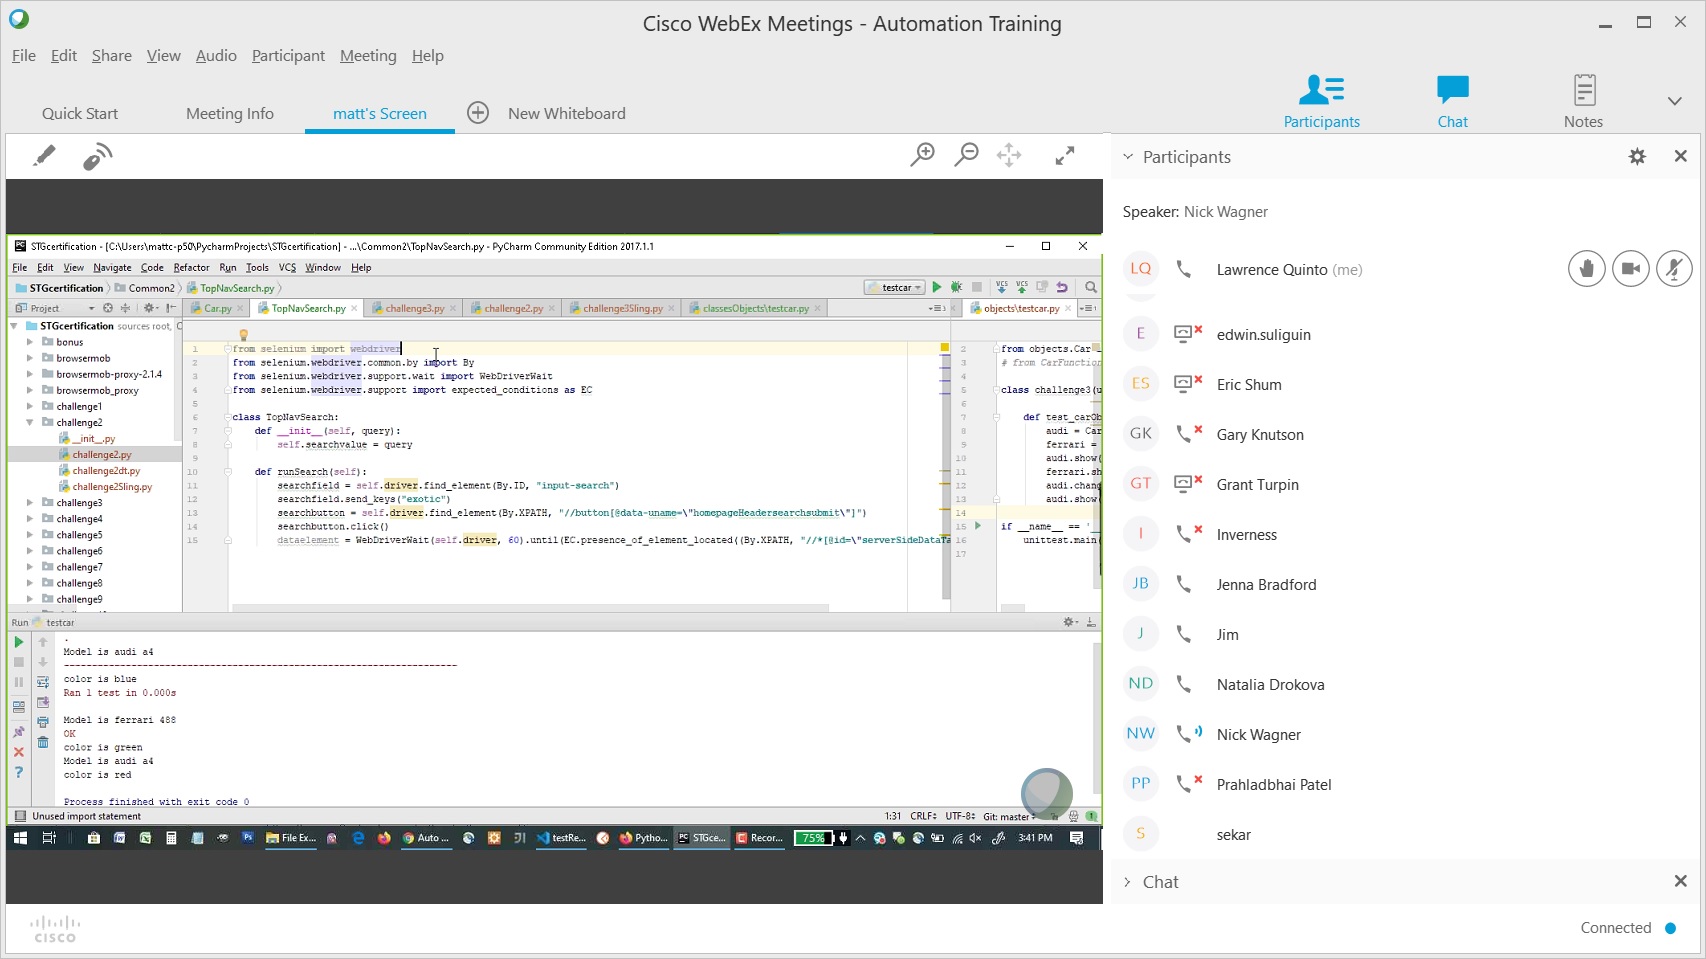 Cisco WebEx Meetings - Automation Training
File Edit Share View Audio Participant Meeting Help
Quick Start Meeting Info matt's Screen New Whiteboard
Participants Chat Notes
Participants
Speaker: Nick Wagner
LQ Lawrence Quinto (me)
E edwin.suliguin
ES Eric Shum
GK Gary Knutson
GT Grant Turpin
I Inverness
JB Jenna Bradford
J Jim
ND Natalia Drokova
NW Nick Wagner
PP Prahladbhai Patel
S sekar
Chat
STGcertification - [C:\Users\mattc-p50\PycharmProjects\STGcertification] - ...\Common2\TopNavSearch.py - PyCharm Community Edition 2017.1.1
File Edit View Navigate Code Refactor Run Tools VCS Window Help
STGcertification Common2 TopNavSearch.py testcar VCS VCS
Project Car.py TopNavSearch.py challenge3.py challenge2.py challenge3Sling.py classesObjects\testcar.py objects\testcar.py
STGcertification sources root, C
bonus
browsermob
browsermob-proxy-2.1.4
browsermob_proxy
challenge1
challenge2
__init__.py
challenge2.py
challenge2dt.py
challenge2Sling.py
challenge3
challenge4
challenge5
challenge6
challenge7
challenge8
challenge9
1 from selenium import webdriver
2 from selenium.webdriver.common.by import By
3 from selenium.webdriver.support.wait import WebDriverWait
4 from selenium.webdriver.support import expected_conditions as EC
5
6 class TopNavSearch:
7 def __init__(self, query):
8 self.searchvalue = query
9
10 def runSearch(self):
11 searchfield = self.driver.find_element(By.ID, "input-search")
12 searchfield.send_keys("exotic")
13 searchbutton = self.driver.find_element(By.XPATH, "//button[@data-uname=\"homepageHeadersearchsubmit\"]")
14 searchbutton.click()
15 dataelement = WebDriverWait(self.driver, 60).until(EC.presence_of_element_located((By.XPATH, "//*[@id=\"serverSideDataTa
2 from objects.Car
3 # from CarFunction
4
5 class challenge3(u
6
7 def test_carOb
8 audi = Car
9 ferrari =
10 audi.show(
11 ferrari.sh
12 audi.chang
13 audi.show(
14
15 if __name__ == '
16 unittest.main(
17
Run testcar
.
Model is audi a4
----------------------------------------------------------------------
color is blue
Ran 1 test in 0.000s
Model is ferrari 488
OK
color is green
Model is audi a4
color is red
Process finished with exit code 0
Unused import statement 1:31 CRLF UTF-8 Git: master
File Ex... Auto ... testRe... Pytho... STGce... Recor... 75% 3:41 PM
CISCO
Connected